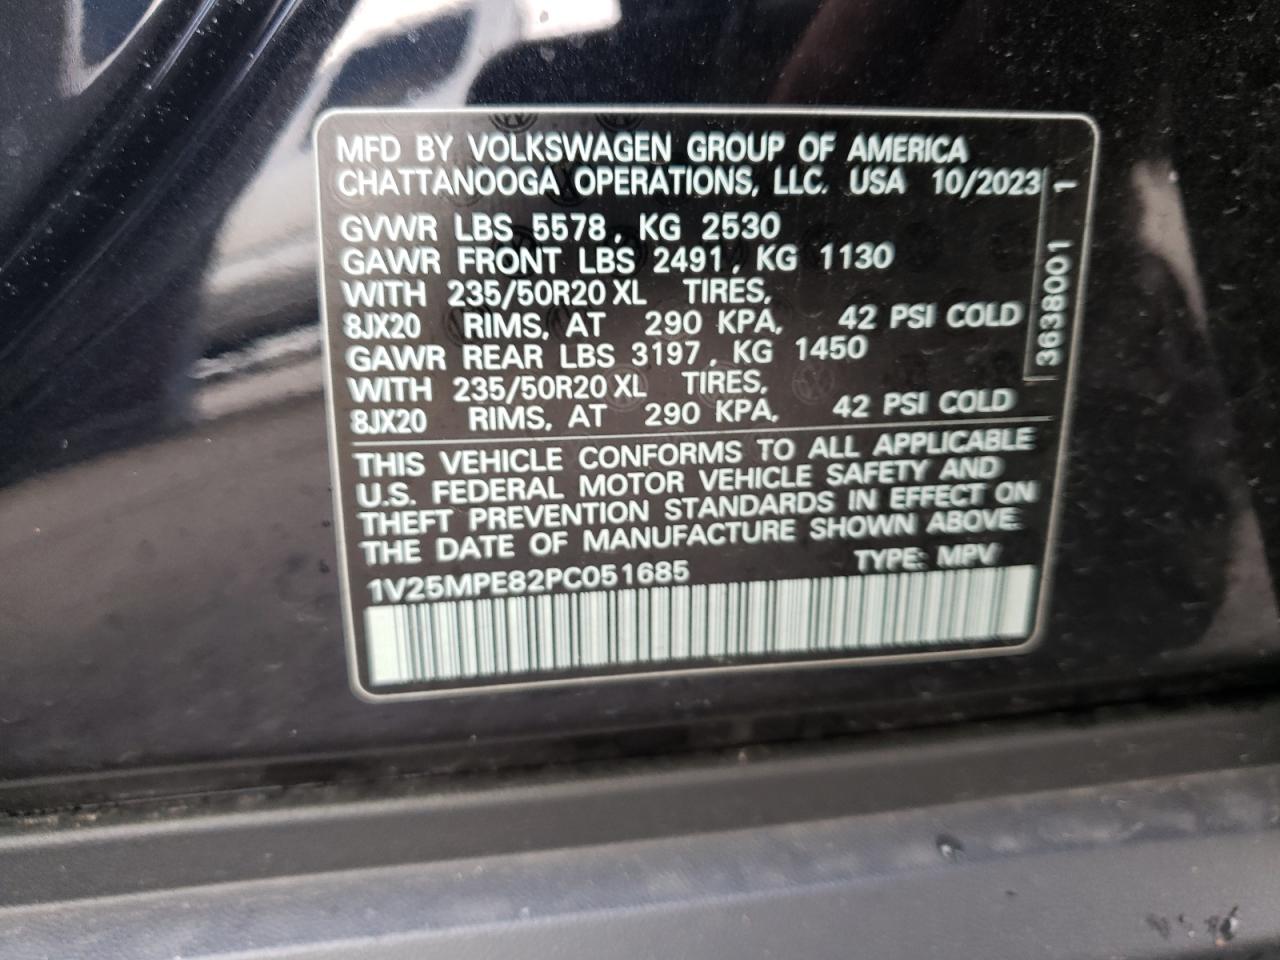 MFD BY VOLKSWAGEN GROUP OF AMERICA
CHATTANOOGA OPERATIONS, LLC. USA 10/2023
GVWR LBS 5578, KG 2530
GAWR FRONT LBS 2491, KG 1130
WITH 235/50R20 XL TIRES,
8JX20 RIMS, AT 290 KPA, 42 PSI COLD
GAWR REAR LBS 3197, KG 1450
WITH 235/50R20 XL TIRES,
8JX20 RIMS, AT 290 KPA, 42 PSI COLD
3638001 1
THIS VEHICLE CONFORMS TO ALL APPLICABLE
U.S. FEDERAL MOTOR VEHICLE SAFETY AND
THEFT PREVENTION STANDARDS IN EFFECT ON
THE DATE OF MANUFACTURE SHOWN ABOVE.
1V25MPE82PC051685 TYPE: MPV